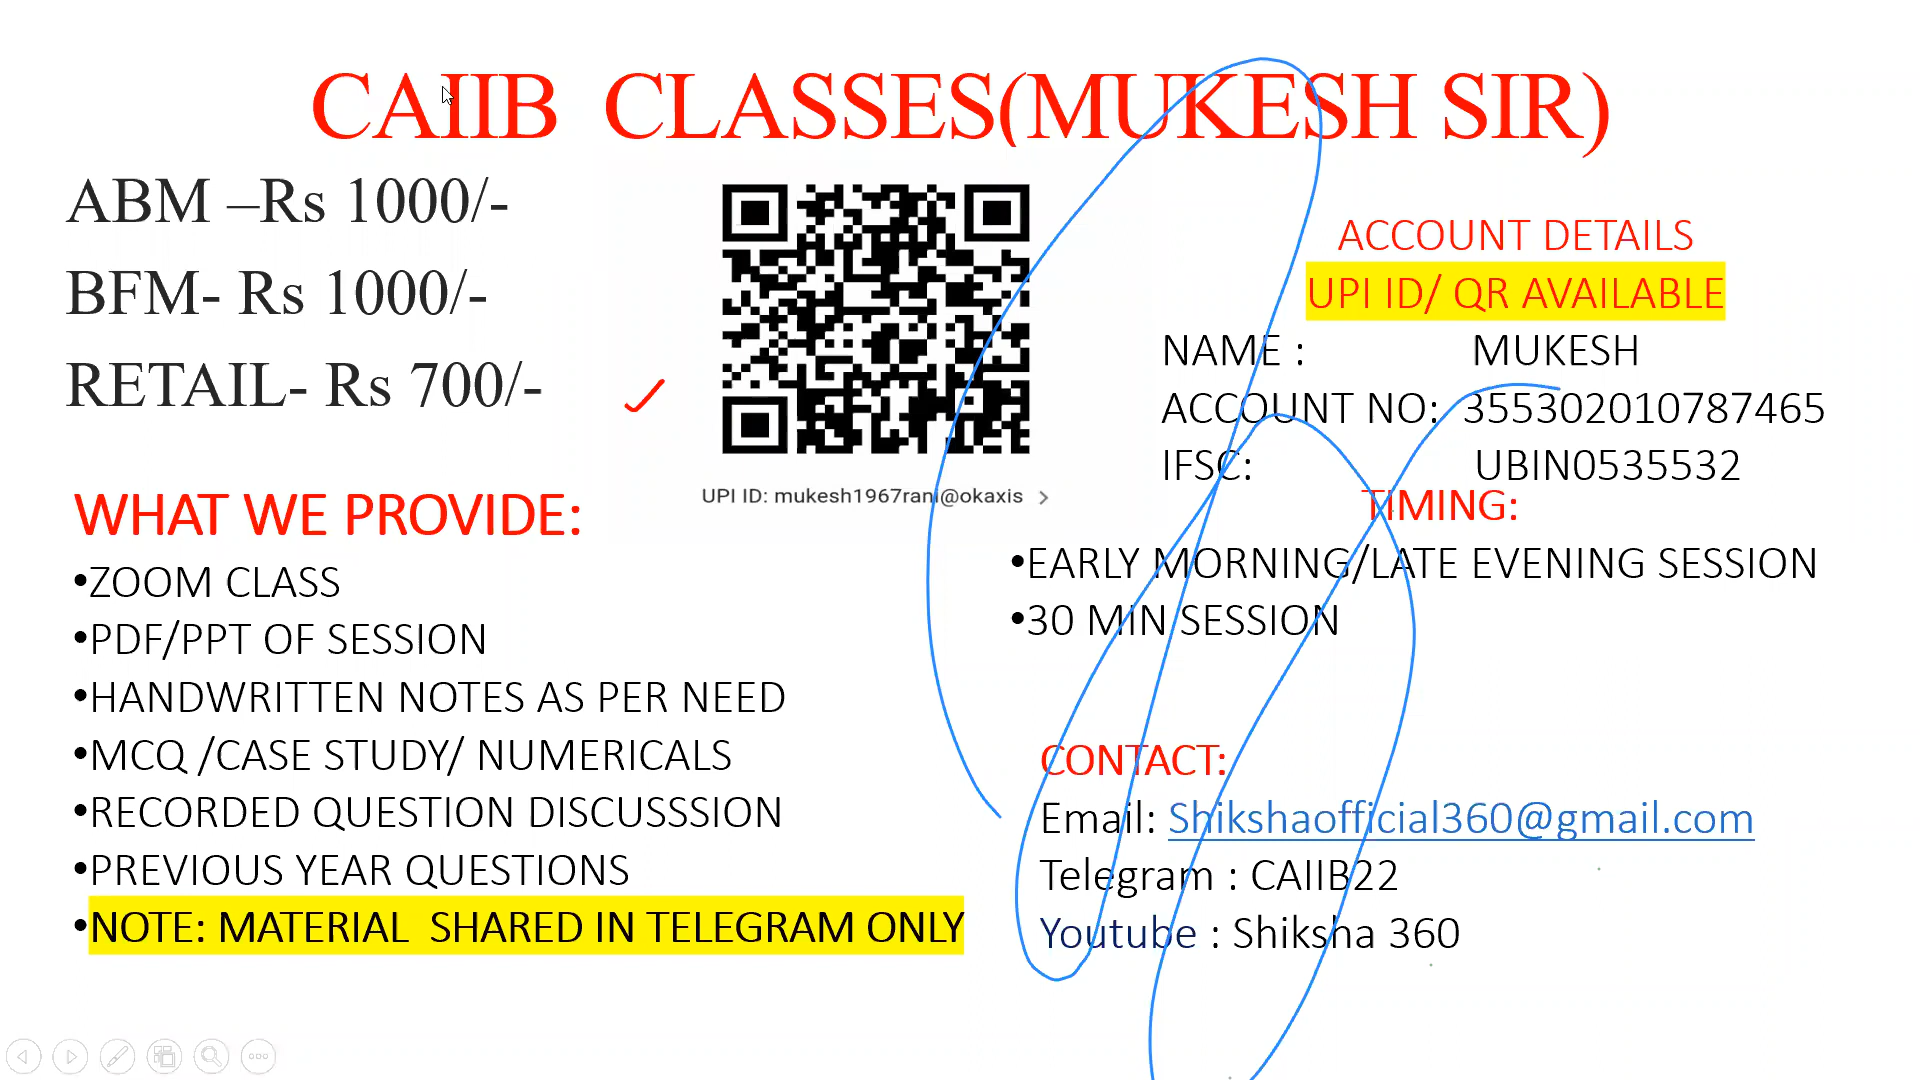 CAIIB CLASSES(MUKESH SIR)
ABM –Rs 1000/-
BFM- Rs 1000/-
RETAIL- Rs 700/-
UPI ID: mukesh1967rani@okaxis
ACCOUNT DETAILS
UPI ID/ QR AVAILABLE
NAME : MUKESH
ACCOUNT NO: 355302010787465
IFSC: UBIN0535532
WHAT WE PROVIDE:
•ZOOM CLASS
•PDF/PPT OF SESSION
•HANDWRITTEN NOTES AS PER NEED
•MCQ /CASE STUDY/ NUMERICALS
•RECORDED QUESTION DISCUSSSION
•PREVIOUS YEAR QUESTIONS
•NOTE: MATERIAL SHARED IN TELEGRAM ONLY
TIMING:
•EARLY MORNING/LATE EVENING SESSION
•30 MIN SESSION
CONTACT:
Email: Shikshaofficial360@gmail.com
Telegram : CAIIB22
Youtube : Shiksha 360